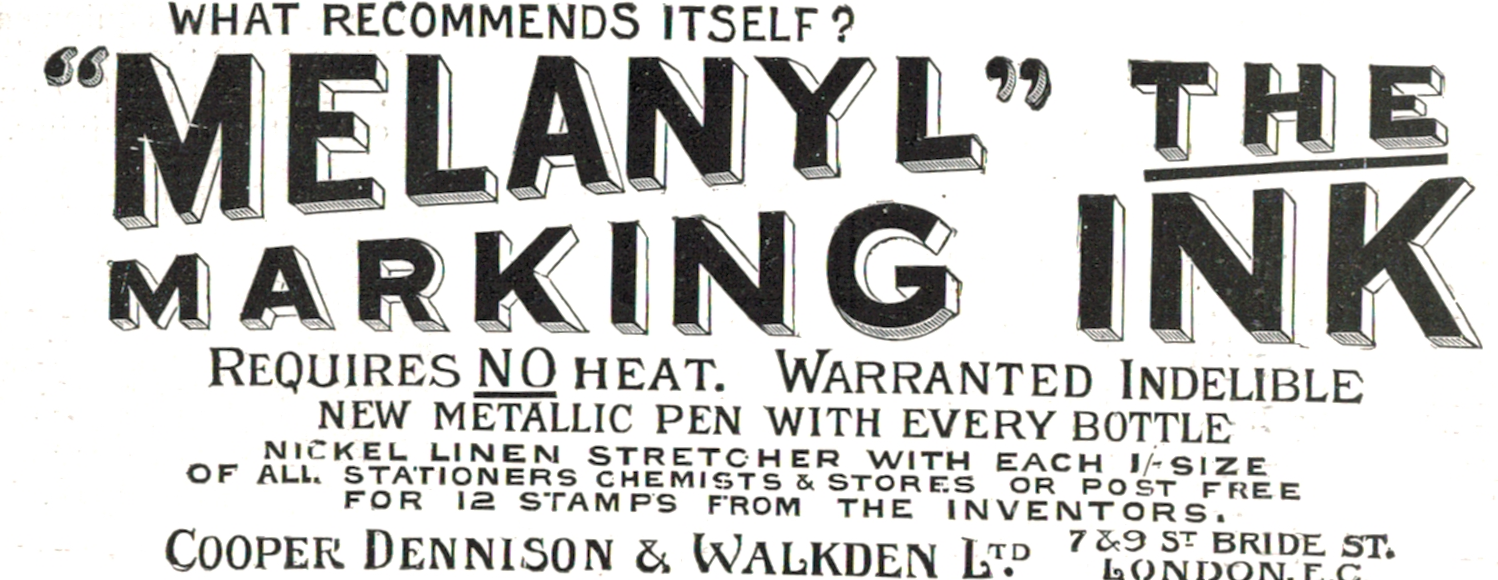 WHAT RECOMMENDS ITSELF?
"MELANYL" THE
MARKING INK
REQUIRES NO HEAT. WARRANTED INDELIBLE
NEW METALLIC PEN WITH EVERY BOTTLE
NICKEL LINEN STRETCHER WITH EACH 1/- SIZE
OF ALL STATIONERS CHEMISTS & STORES OR POST FREE
FOR 12 STAMPS FROM THE INVENTORS.
COOPER DENNISON & WALKDEN LTD. 7 & 9 ST BRIDE ST.
LONDON. E.C.